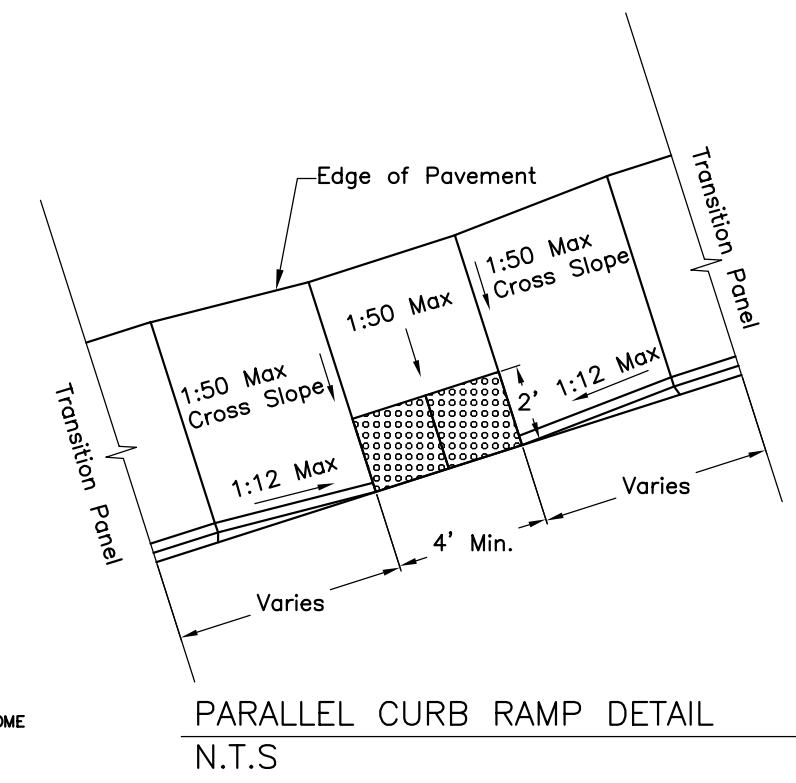 Edge of Pavement
1:50 Max
Cross Slope
1:50 Max
1:50 Max
Cross Slope
Transition Panel
2'
1:12 Max
1:12 Max
Transition Panel
Varies
4' Min.
Varies
PARALLEL CURB RAMP DETAIL
N.T.S